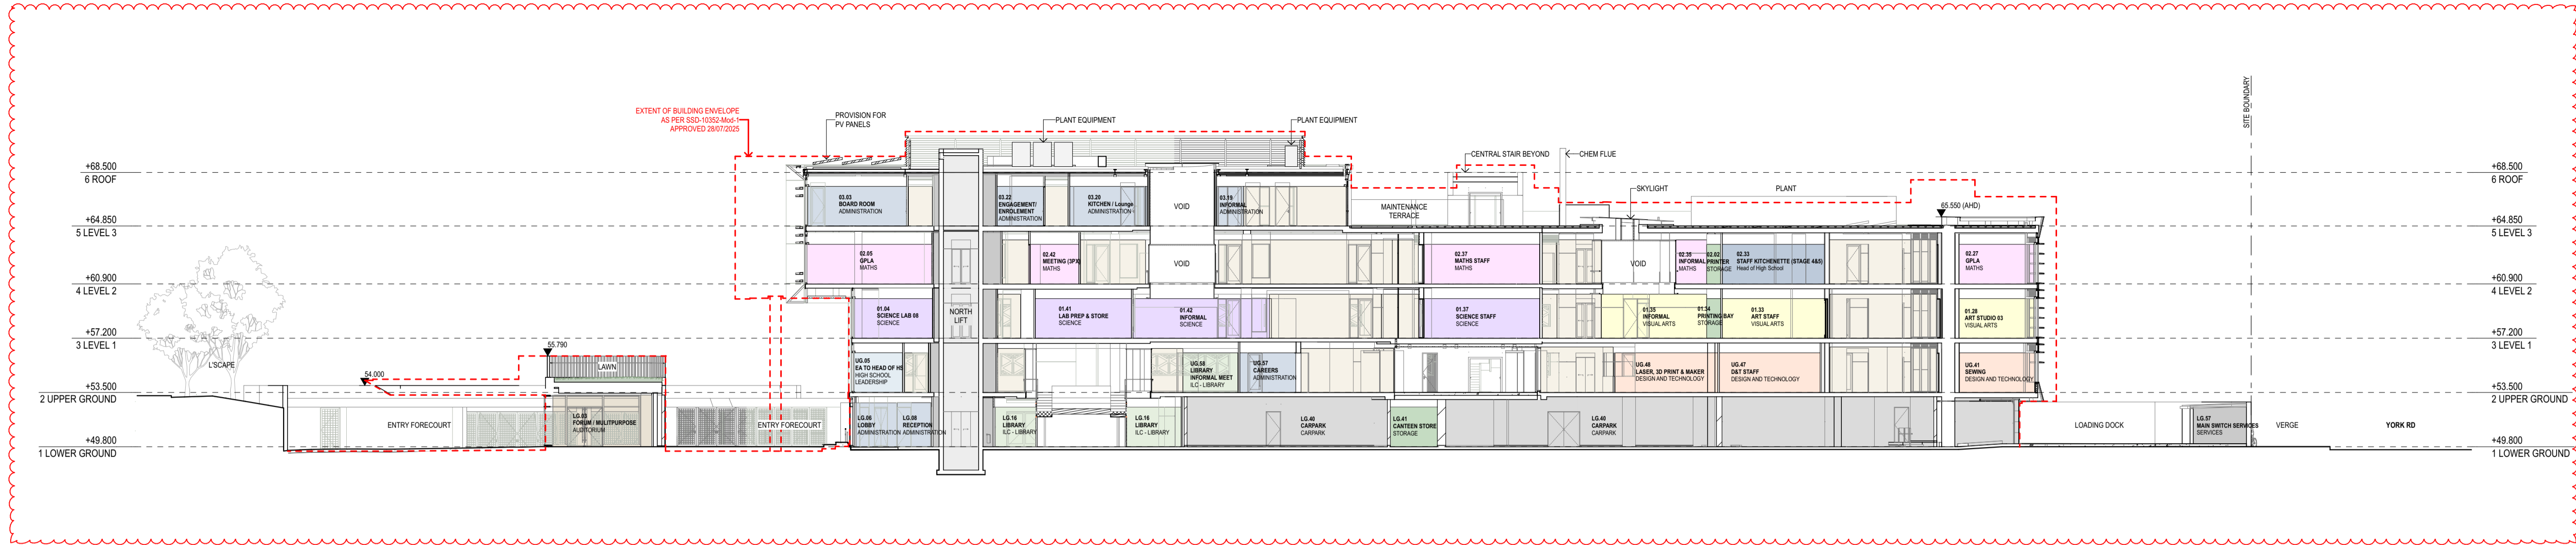 EXTENT OF BUILDING ENVELOPE
AS PER SSD-10352-Mod-1
APPROVED 28/07/2025
PROVISION FOR
PV PANELS
PLANT EQUIPMENT
PLANT EQUIPMENT
CENTRAL STAIR BEYOND
CHEM FLUE
SKYLIGHT
PLANT
SITE BOUNDARY
+68.500
6 ROOF
+68.500
6 ROOF
03.03
BOARD ROOM
ADMINISTRATION
03.22
ENGAGEMENT/
ENROLEMENT
ADMINISTRATION
03.20
KITCHEN / Lounge
ADMINISTRATION
VOID
03.19
INFORMAL
ADMINISTRATION
MAINTENANCE
TERRACE
65.550 (AHD)
+64.850
5 LEVEL 3
+64.850
5 LEVEL 3
02.05
GPLA
MATHS
02.42
MEETING (3PX)
MATHS
VOID
02.37
MATHS STAFF
MATHS
VOID
02.35
INFORMAL
MATHS
02.02
PRINTER
STORAGE
02.33
STAFF KITCHENETTE (STAGE 4&5)
Head of High School
02.27
GPLA
MATHS
+60.900
4 LEVEL 2
+60.900
4 LEVEL 2
01.04
SCIENCE LAB 08
SCIENCE
NORTH
LIFT
01.41
LAB PREP & STORE
SCIENCE
01.42
INFORMAL
SCIENCE
01.37
SCIENCE STAFF
SCIENCE
01.35
INFORMAL
VISUAL ARTS
01.34
PRINTING BAY
STORAGE
01.33
ART STAFF
VISUAL ARTS
01.28
ART STUDIO 03
VISUAL ARTS
+57.200
3 LEVEL 1
+57.200
3 LEVEL 1
L'SCAPE
54.000
55.790
LAWN
UG.05
EA TO HEAD OF HS
HIGH SCHOOL
LEADERSHIP
UG.58
LIBRARY
INFORMAL MEET
ILC - LIBRARY
UG.57
CAREERS
ADMINISTRATION
UG.48
LASER, 3D PRINT & MAKER
DESIGN AND TECHNOLOGY
UG.47
D&T STAFF
DESIGN AND TECHNOLOGY
UG.41
SEWING
DESIGN AND TECHNOLOGY
+53.500
2 UPPER GROUND
+53.500
2 UPPER GROUND
ENTRY FORECOURT
LG.03
FORUM / MULITPURPOSE
AUDITORIUM
ENTRY FORECOURT
LG.06
LOBBY
ADMINISTRATION
LG.08
RECEPTION
ADMINISTRATION
LG.16
LIBRARY
ILC - LIBRARY
LG.16
LIBRARY
ILC - LIBRARY
LG.40
CARPARK
CARPARK
LG.41
CANTEEN STORE
STORAGE
LG.40
CARPARK
CARPARK
LOADING DOCK
LG.57
MAIN SWITCH SERVICES
SERVICES
VERGE
YORK RD
+49.800
1 LOWER GROUND
+49.800
1 LOWER GROUND